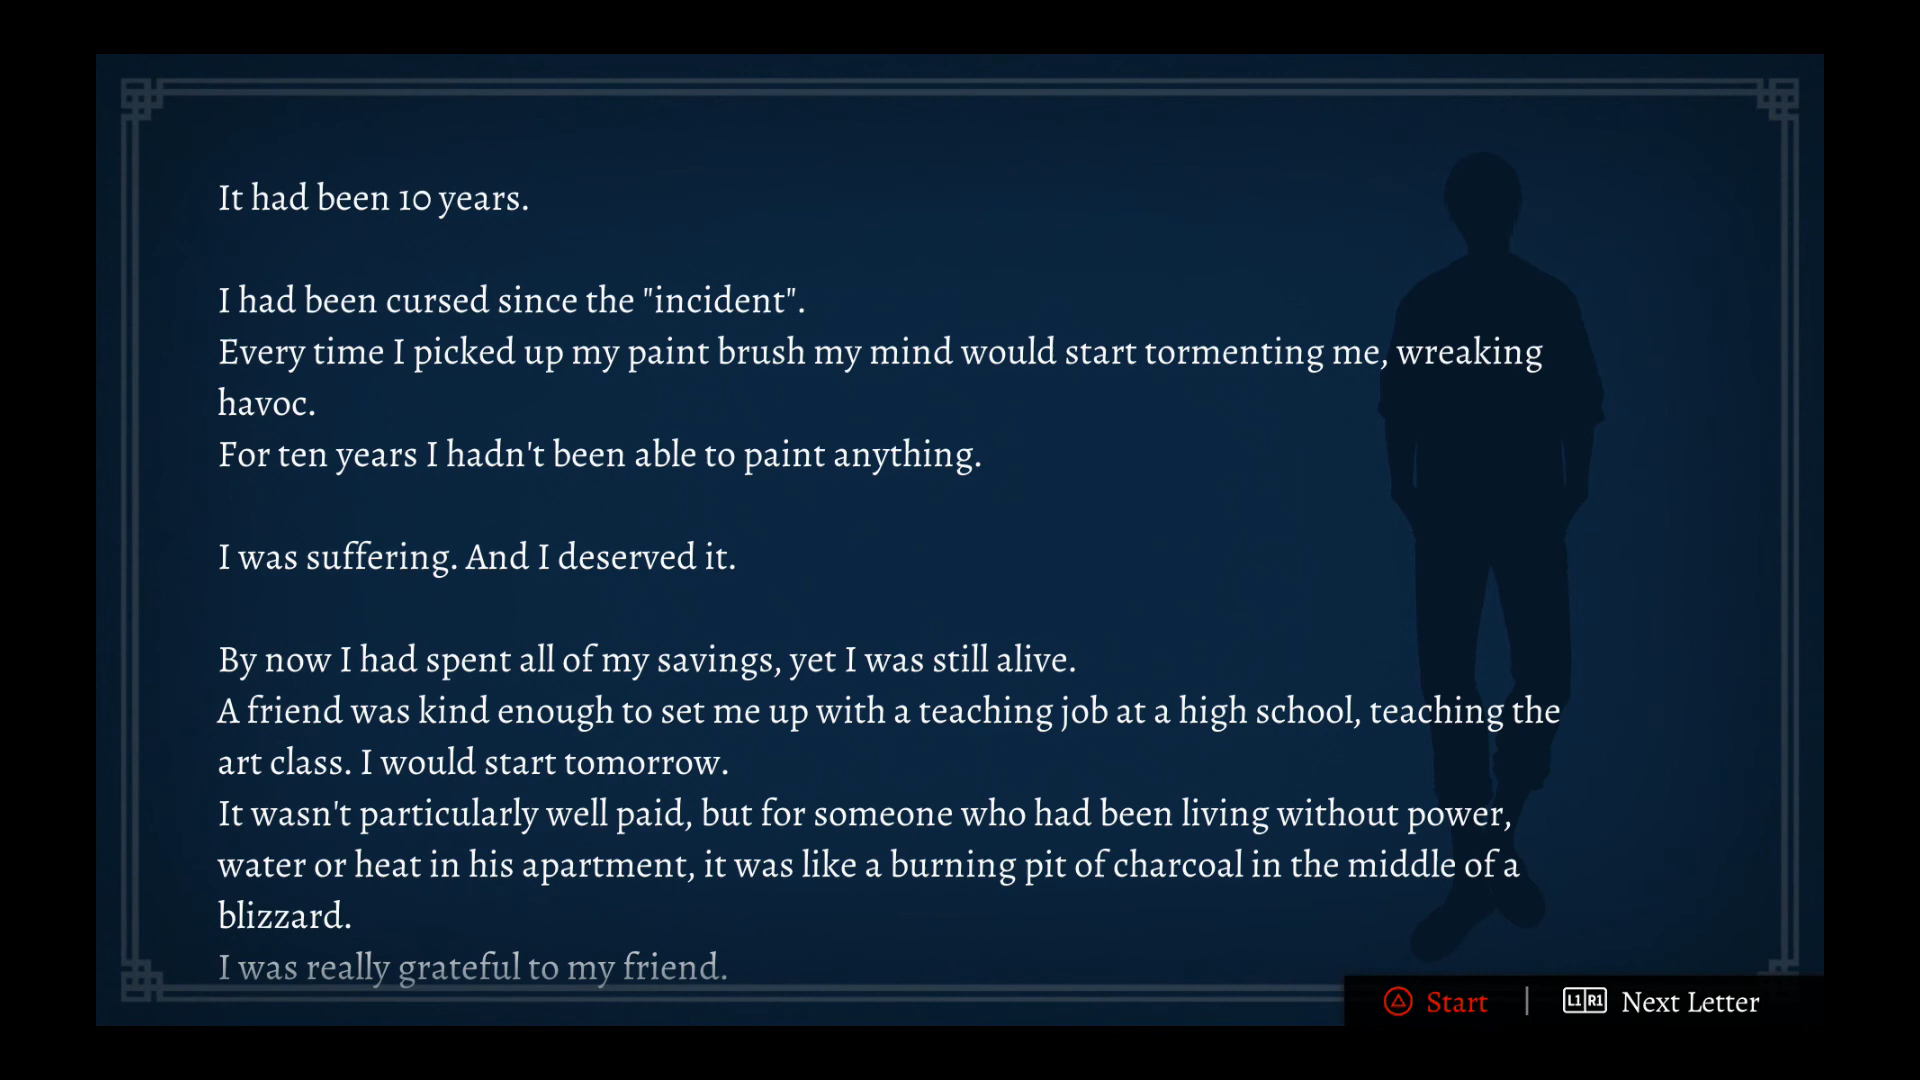 It had been 10 years.
I had been cursed since the "incident".
Every time I picked up my paint brush my mind would start tormenting me, wreaking
havoc.
For ten years I hadn't been able to paint anything.
I was suffering. And I deserved it.
By now I had spent all of my savings, yet I was still alive.
A friend was kind enough to set me up with a teaching job at a high school, teaching the
art class. I would start tomorrow.
It wasn't particularly well paid, but for someone who had been living without power,
water or heat in his apartment, it was like a burning pit of charcoal in the middle of a
blizzard.
I was really grateful to my friend.
Start | L1 R1 Next Letter